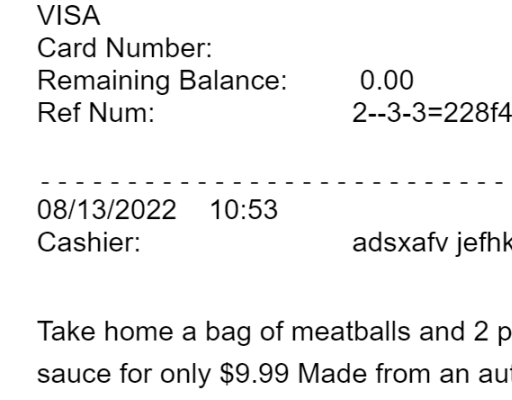 VISA
Card Number:
Remaining Balance: 0.00
Ref Num: 2--3-3=228f4
- - - - - - - - - - - - - - - - - - - - - - - - - - -
08/13/2022 10:53
Cashier: adsxafv jefhk
Take home a bag of meatballs and 2 p
sauce for only $9.99 Made from an aut